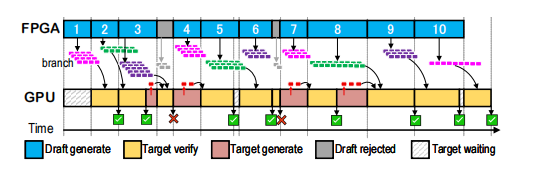 FPGA 1 2 3 4 5 6 7 8 9 10
branch
GPU
Time
Draft generate Target verify Target generate Draft rejected Target waiting